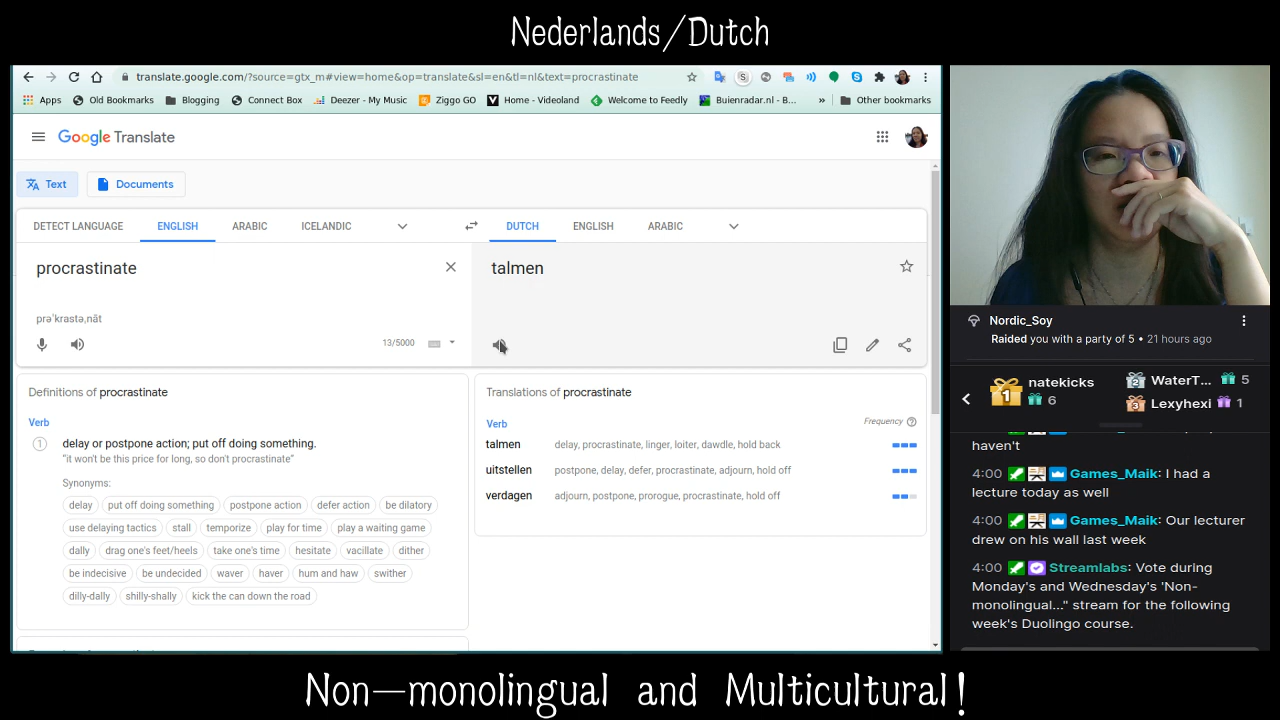 Nederlands/Dutch
translate.google.com/?source=gtx_m#view=home&op=translate&sl=en&tl=nl&text=procrastinate
Apps Old Bookmarks Blogging Connect Box Deezer - My Music Ziggo GO Home - Videoland Welcome to Feedly Buienradar.nl - B... » Other bookmarks
Google Translate
Text Documents
DETECT LANGUAGE ENGLISH ARABIC ICELANDIC DUTCH ENGLISH ARABIC
procrastinate
talmen
prəˈkrastəˌnāt
13/5000
Definitions of procrastinate
Verb
1 delay or postpone action; put off doing something.
"it won't be this price for long, so don't procrastinate"
Synonyms:
delay put off doing something postpone action defer action be dilatory
use delaying tactics stall temporize play for time play a waiting game
dally drag one's feet/heels take one's time hesitate vacillate dither
be indecisive be undecided waver haver hum and haw swither
dilly-dally shilly-shally kick the can down the road
Translations of procrastinate
Verb Frequency
talmen delay, procrastinate, linger, loiter, dawdle, hold back
uitstellen postpone, delay, defer, procrastinate, adjourn, hold off
verdagen adjourn, postpone, prorogue, procrastinate, hold off
Nordic_Soy
Raided you with a party of 5 • 21 hours ago
1 natekicks 6
2 WaterT... 5
3 Lexyhexi 1
haven't
4:00 Games_Maik: I had a
lecture today as well
4:00 Games_Maik: Our lecturer
drew on his wall last week
4:00 Streamlabs: Vote during
Monday's and Wednesday's 'Non-
monolingual..." stream for the following
week's Duolingo course.
Non-monolingual and Multicultural!